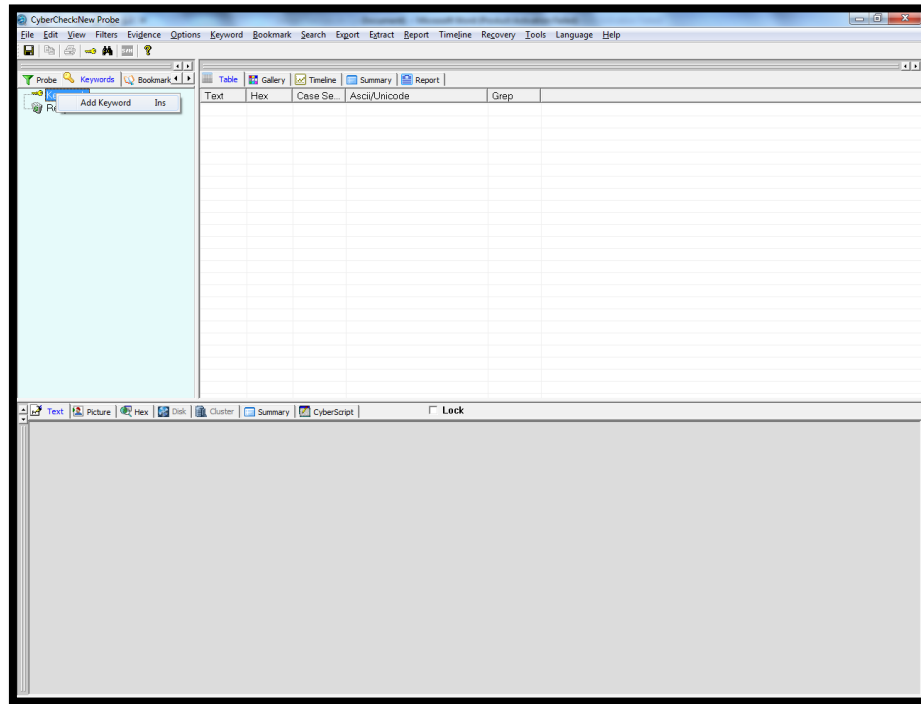 CyberCheck:New Probe
File Edit View Filters Evidence Options Keyword Bookmark Search Export Extract Report Timeline Recovery Tools Language Help
Probe Keywords Bookmark
Table Gallery Timeline Summary Report
Text Hex Case Se... Ascii/Unicode Grep
Add Keyword Ins
Text Picture Hex Disk Cluster Summary CyberScript Lock